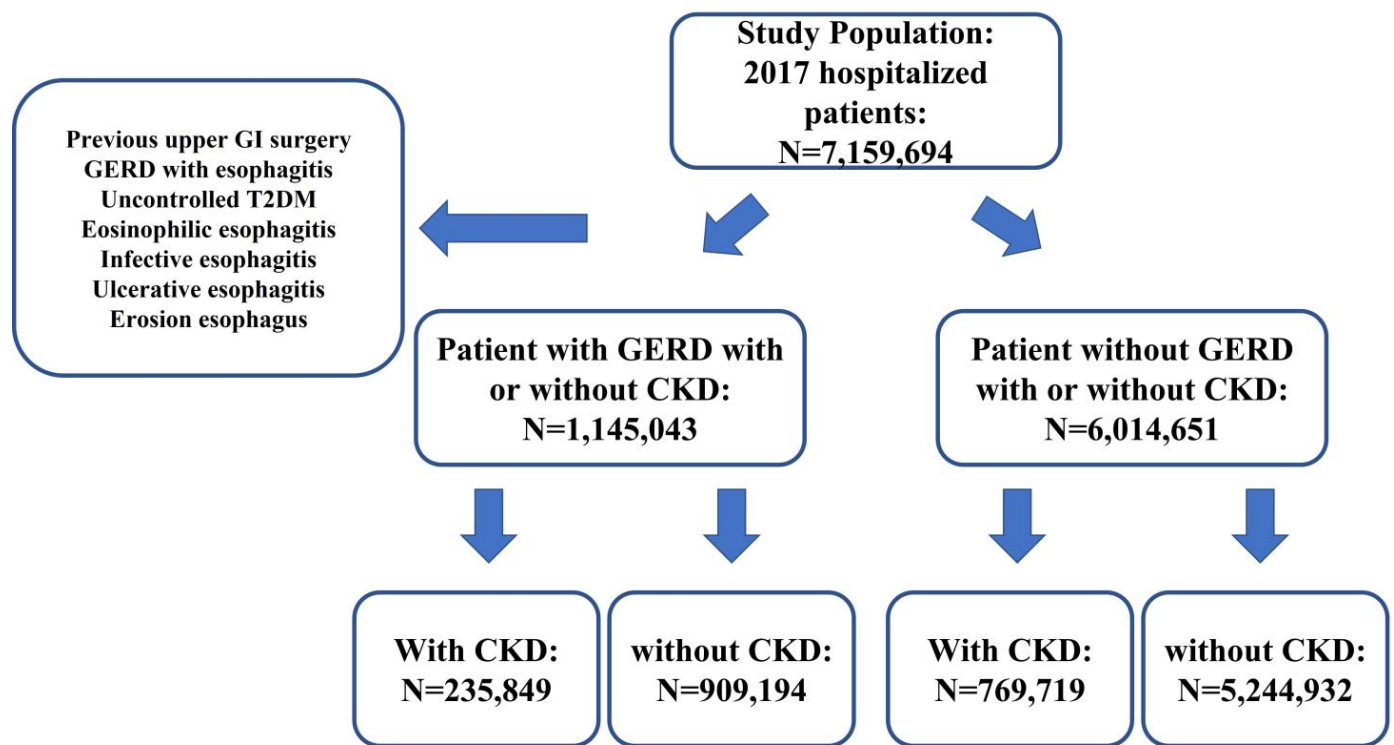 Study Population:
2017 hospitalized
patients:
N=7,159,694
Previous upper GI surgery
GERD with esophagitis
Uncontrolled T2DM
Eosinophilic esophagitis
Infective esophagitis
Ulcerative esophagitis
Erosion esophagus
Patient with GERD with
or without CKD:
N=1,145,043
Patient without GERD
with or without CKD:
N=6,014,651
With CKD:
N=235,849
without CKD:
N=909,194
With CKD:
N=769,719
without CKD:
N=5,244,932